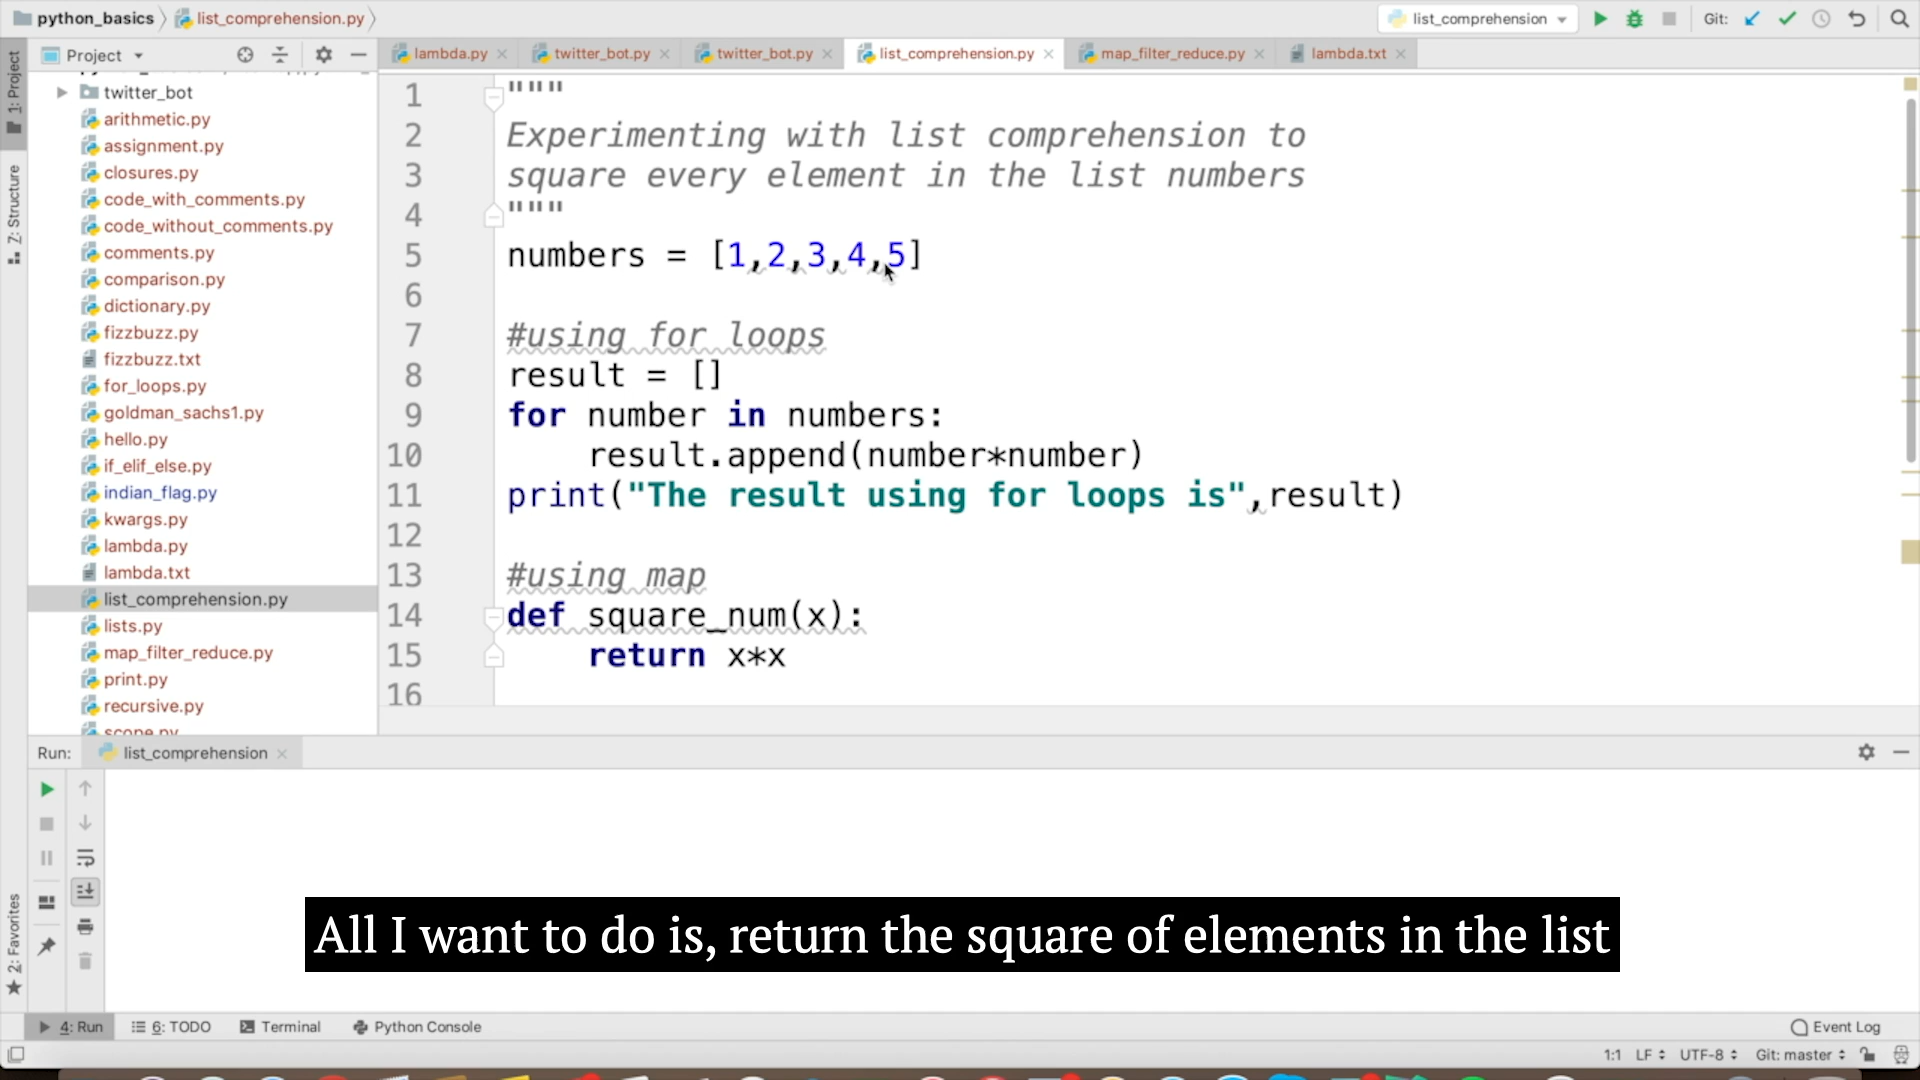 python_basics
list_comprehension.py
list_comprehension
Git:
Project
lambda.py
twitter_bot.py
twitter_bot.py
list_comprehension.py
map_filter_reduce.py
lambda.txt
1: Project
Z: Structure
2: Favorites
twitter_bot
arithmetic.py
assignment.py
closures.py
code_with_comments.py
code_without_comments.py
comments.py
comparison.py
dictionary.py
fizzbuzz.py
fizzbuzz.txt
for_loops.py
goldman_sachs1.py
hello.py
if_elif_else.py
indian_flag.py
kwargs.py
lambda.py
lambda.txt
list_comprehension.py
lists.py
map_filter_reduce.py
print.py
recursive.py
scope.py
1 """
2 Experimenting with list comprehension to
3 square every element in the list numbers
4 """
5 numbers = [1,2,3,4,5]
6
7 #using for loops
8 result = []
9 for number in numbers:
10 result.append(number*number)
11 print("The result using for loops is",result)
12
13 #using map
14 def square_num(x):
15 return x*x
16
Run: list_comprehension
All I want to do is, return the square of elements in the list
4: Run
6: TODO
Terminal
Python Console
Event Log
1:1 LF UTF-8 Git: master